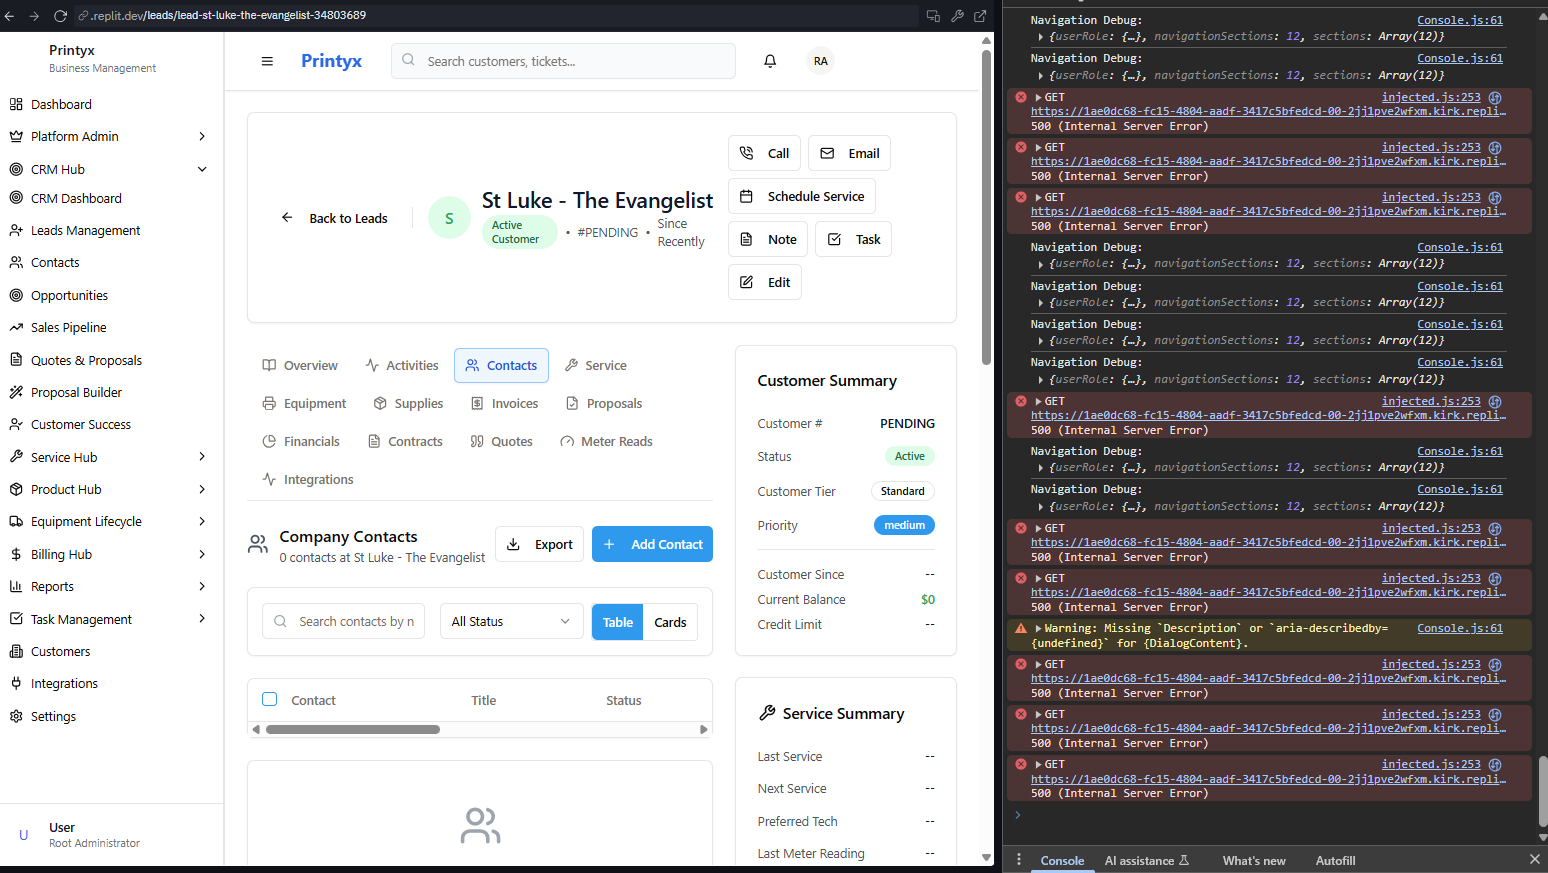 .replit.dev/leads/lead-st-luke-the-evangelist-34803689
Printyx
Business Management
Dashboard
Platform Admin
CRM Hub
CRM Dashboard
Leads Management
Contacts
Opportunities
Sales Pipeline
Quotes & Proposals
Proposal Builder
Customer Success
Service Hub
Product Hub
Equipment Lifecycle
Billing Hub
Reports
Task Management
Customers
Integrations
Settings
U
User
Root Administrator
Printyx
Search customers, tickets...
RA
Back to Leads
S
St Luke - The Evangelist
Active Customer • #PENDING • Since Recently
Call
Email
Schedule Service
Note
Task
Edit
Overview
Activities
Contacts
Service
Equipment
Supplies
Invoices
Proposals
Financials
Contracts
Quotes
Meter Reads
Integrations
Company Contacts
0 contacts at St Luke - The Evangelist
Export
Add Contact
Search contacts by n
All Status
Table
Cards
Contact
Title
Status
Customer Summary
Customer # PENDING
Status Active
Customer Tier Standard
Priority medium
Customer Since --
Current Balance $0
Credit Limit --
Service Summary
Last Service --
Next Service --
Preferred Tech --
Last Meter Reading --
Navigation Debug: Console.js:61
{userRole: {…}, navigationSections: 12, sections: Array(12)}
Navigation Debug: Console.js:61
{userRole: {…}, navigationSections: 12, sections: Array(12)}
GET injected.js:253
https://1ae0dc68-fc15-4804-aadf-3417c5bfedcd-00-2jj1pve2wfxm.kirk.repli…
500 (Internal Server Error)
GET injected.js:253
https://1ae0dc68-fc15-4804-aadf-3417c5bfedcd-00-2jj1pve2wfxm.kirk.repli…
500 (Internal Server Error)
GET injected.js:253
https://1ae0dc68-fc15-4804-aadf-3417c5bfedcd-00-2jj1pve2wfxm.kirk.repli…
500 (Internal Server Error)
Navigation Debug: Console.js:61
{userRole: {…}, navigationSections: 12, sections: Array(12)}
Navigation Debug: Console.js:61
{userRole: {…}, navigationSections: 12, sections: Array(12)}
Navigation Debug: Console.js:61
{userRole: {…}, navigationSections: 12, sections: Array(12)}
Navigation Debug: Console.js:61
{userRole: {…}, navigationSections: 12, sections: Array(12)}
GET injected.js:253
https://1ae0dc68-fc15-4804-aadf-3417c5bfedcd-00-2jj1pve2wfxm.kirk.repli…
500 (Internal Server Error)
Navigation Debug: Console.js:61
{userRole: {…}, navigationSections: 12, sections: Array(12)}
Navigation Debug: Console.js:61
{userRole: {…}, navigationSections: 12, sections: Array(12)}
GET injected.js:253
https://1ae0dc68-fc15-4804-aadf-3417c5bfedcd-00-2jj1pve2wfxm.kirk.repli…
500 (Internal Server Error)
GET injected.js:253
https://1ae0dc68-fc15-4804-aadf-3417c5bfedcd-00-2jj1pve2wfxm.kirk.repli…
500 (Internal Server Error)
Warning: Missing `Description` or `aria-describedby= Console.js:61
{undefined}` for {DialogContent}.
GET injected.js:253
https://1ae0dc68-fc15-4804-aadf-3417c5bfedcd-00-2jj1pve2wfxm.kirk.repli…
500 (Internal Server Error)
GET injected.js:253
https://1ae0dc68-fc15-4804-aadf-3417c5bfedcd-00-2jj1pve2wfxm.kirk.repli…
500 (Internal Server Error)
GET injected.js:253
https://1ae0dc68-fc15-4804-aadf-3417c5bfedcd-00-2jj1pve2wfxm.kirk.repli…
500 (Internal Server Error)
Console
AI assistance
What's new
Autofill